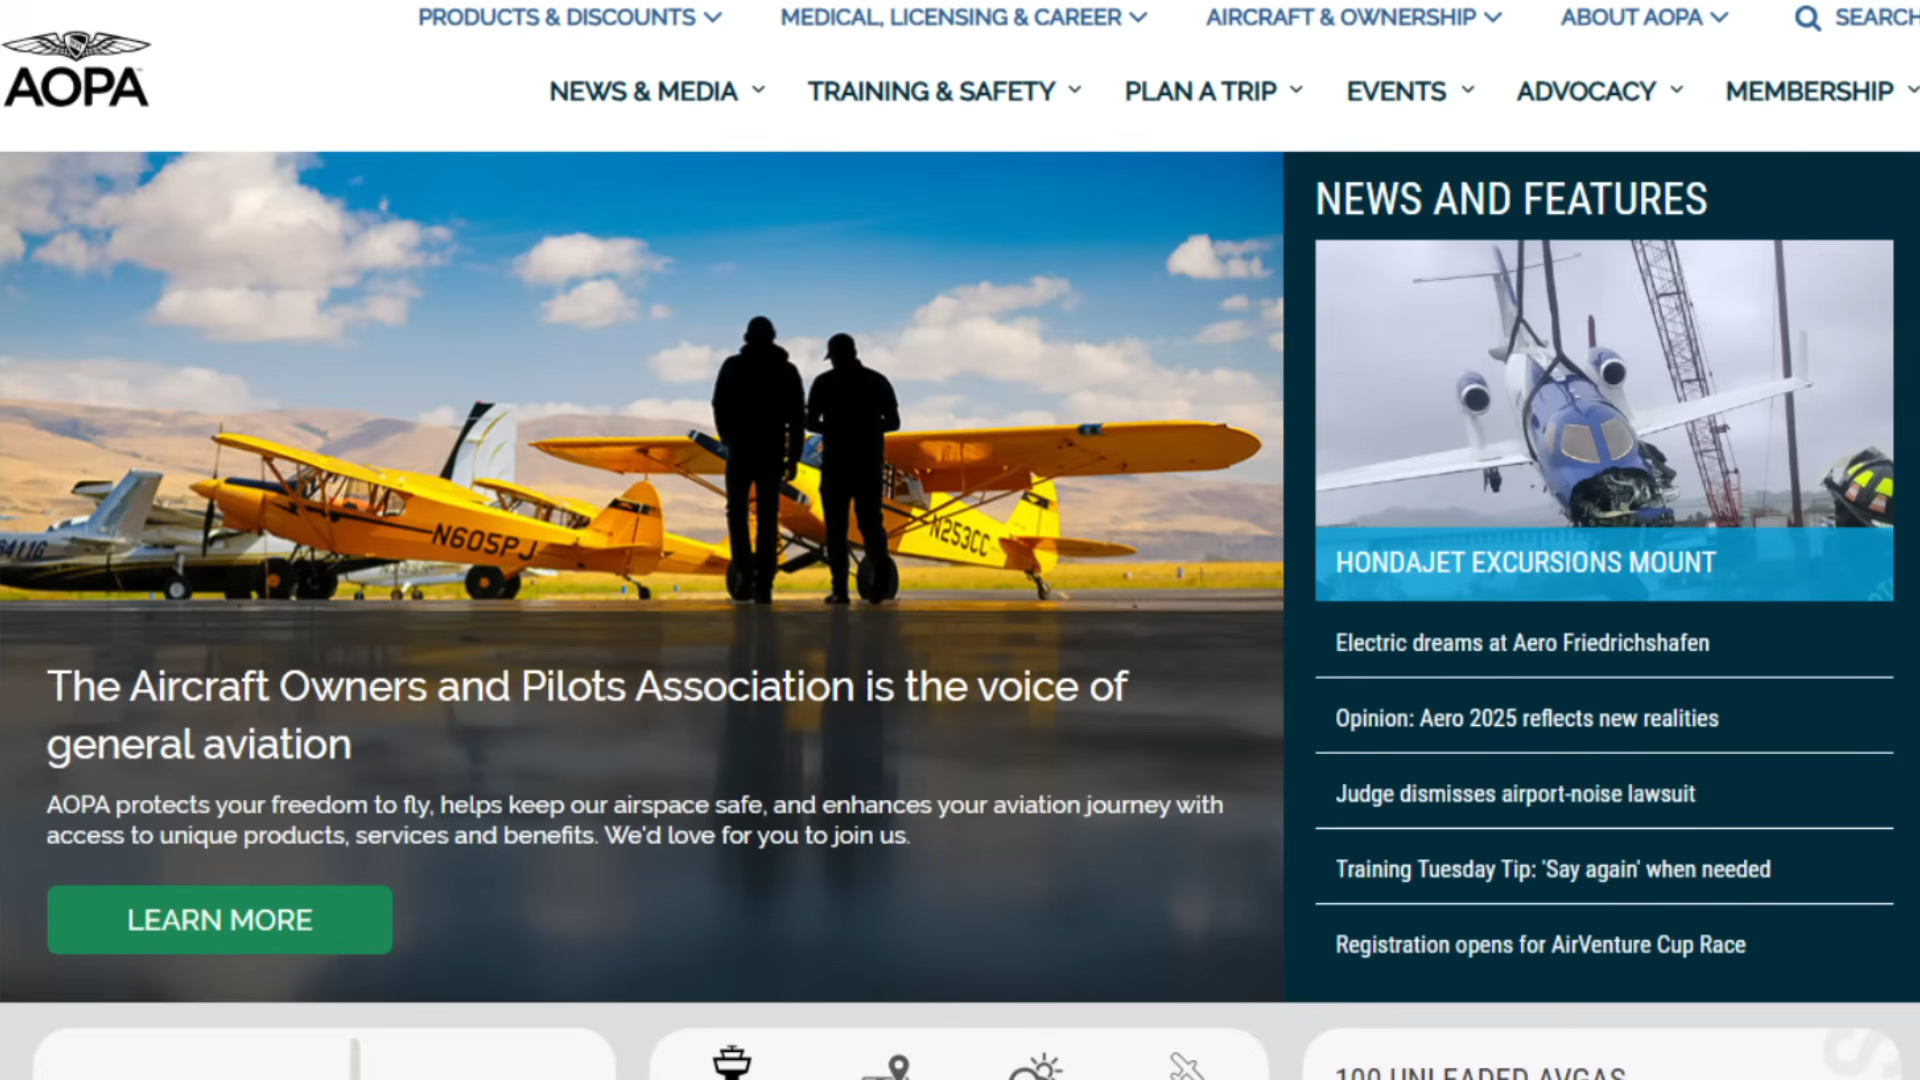 PRODUCTS & DISCOUNTS
MEDICAL, LICENSING & CAREER
AIRCRAFT & OWNERSHIP
ABOUT AOPA
SEARCH
AOPA
NEWS & MEDIA
TRAINING & SAFETY
PLAN A TRIP
EVENTS
ADVOCACY
MEMBERSHIP
N605PJ
N253CC
The Aircraft Owners and Pilots Association is the voice of
general aviation
AOPA protects your freedom to fly, helps keep our airspace safe, and enhances your aviation journey with
access to unique products, services and benefits. We'd love for you to join us.
LEARN MORE
NEWS AND FEATURES
HONDAJET EXCURSIONS MOUNT
Electric dreams at Aero Friedrichshafen
Opinion: Aero 2025 reflects new realities
Judge dismisses airport-noise lawsuit
Training Tuesday Tip: 'Say again' when needed
Registration opens for AirVenture Cup Race
100 UNLEADED AVGAS